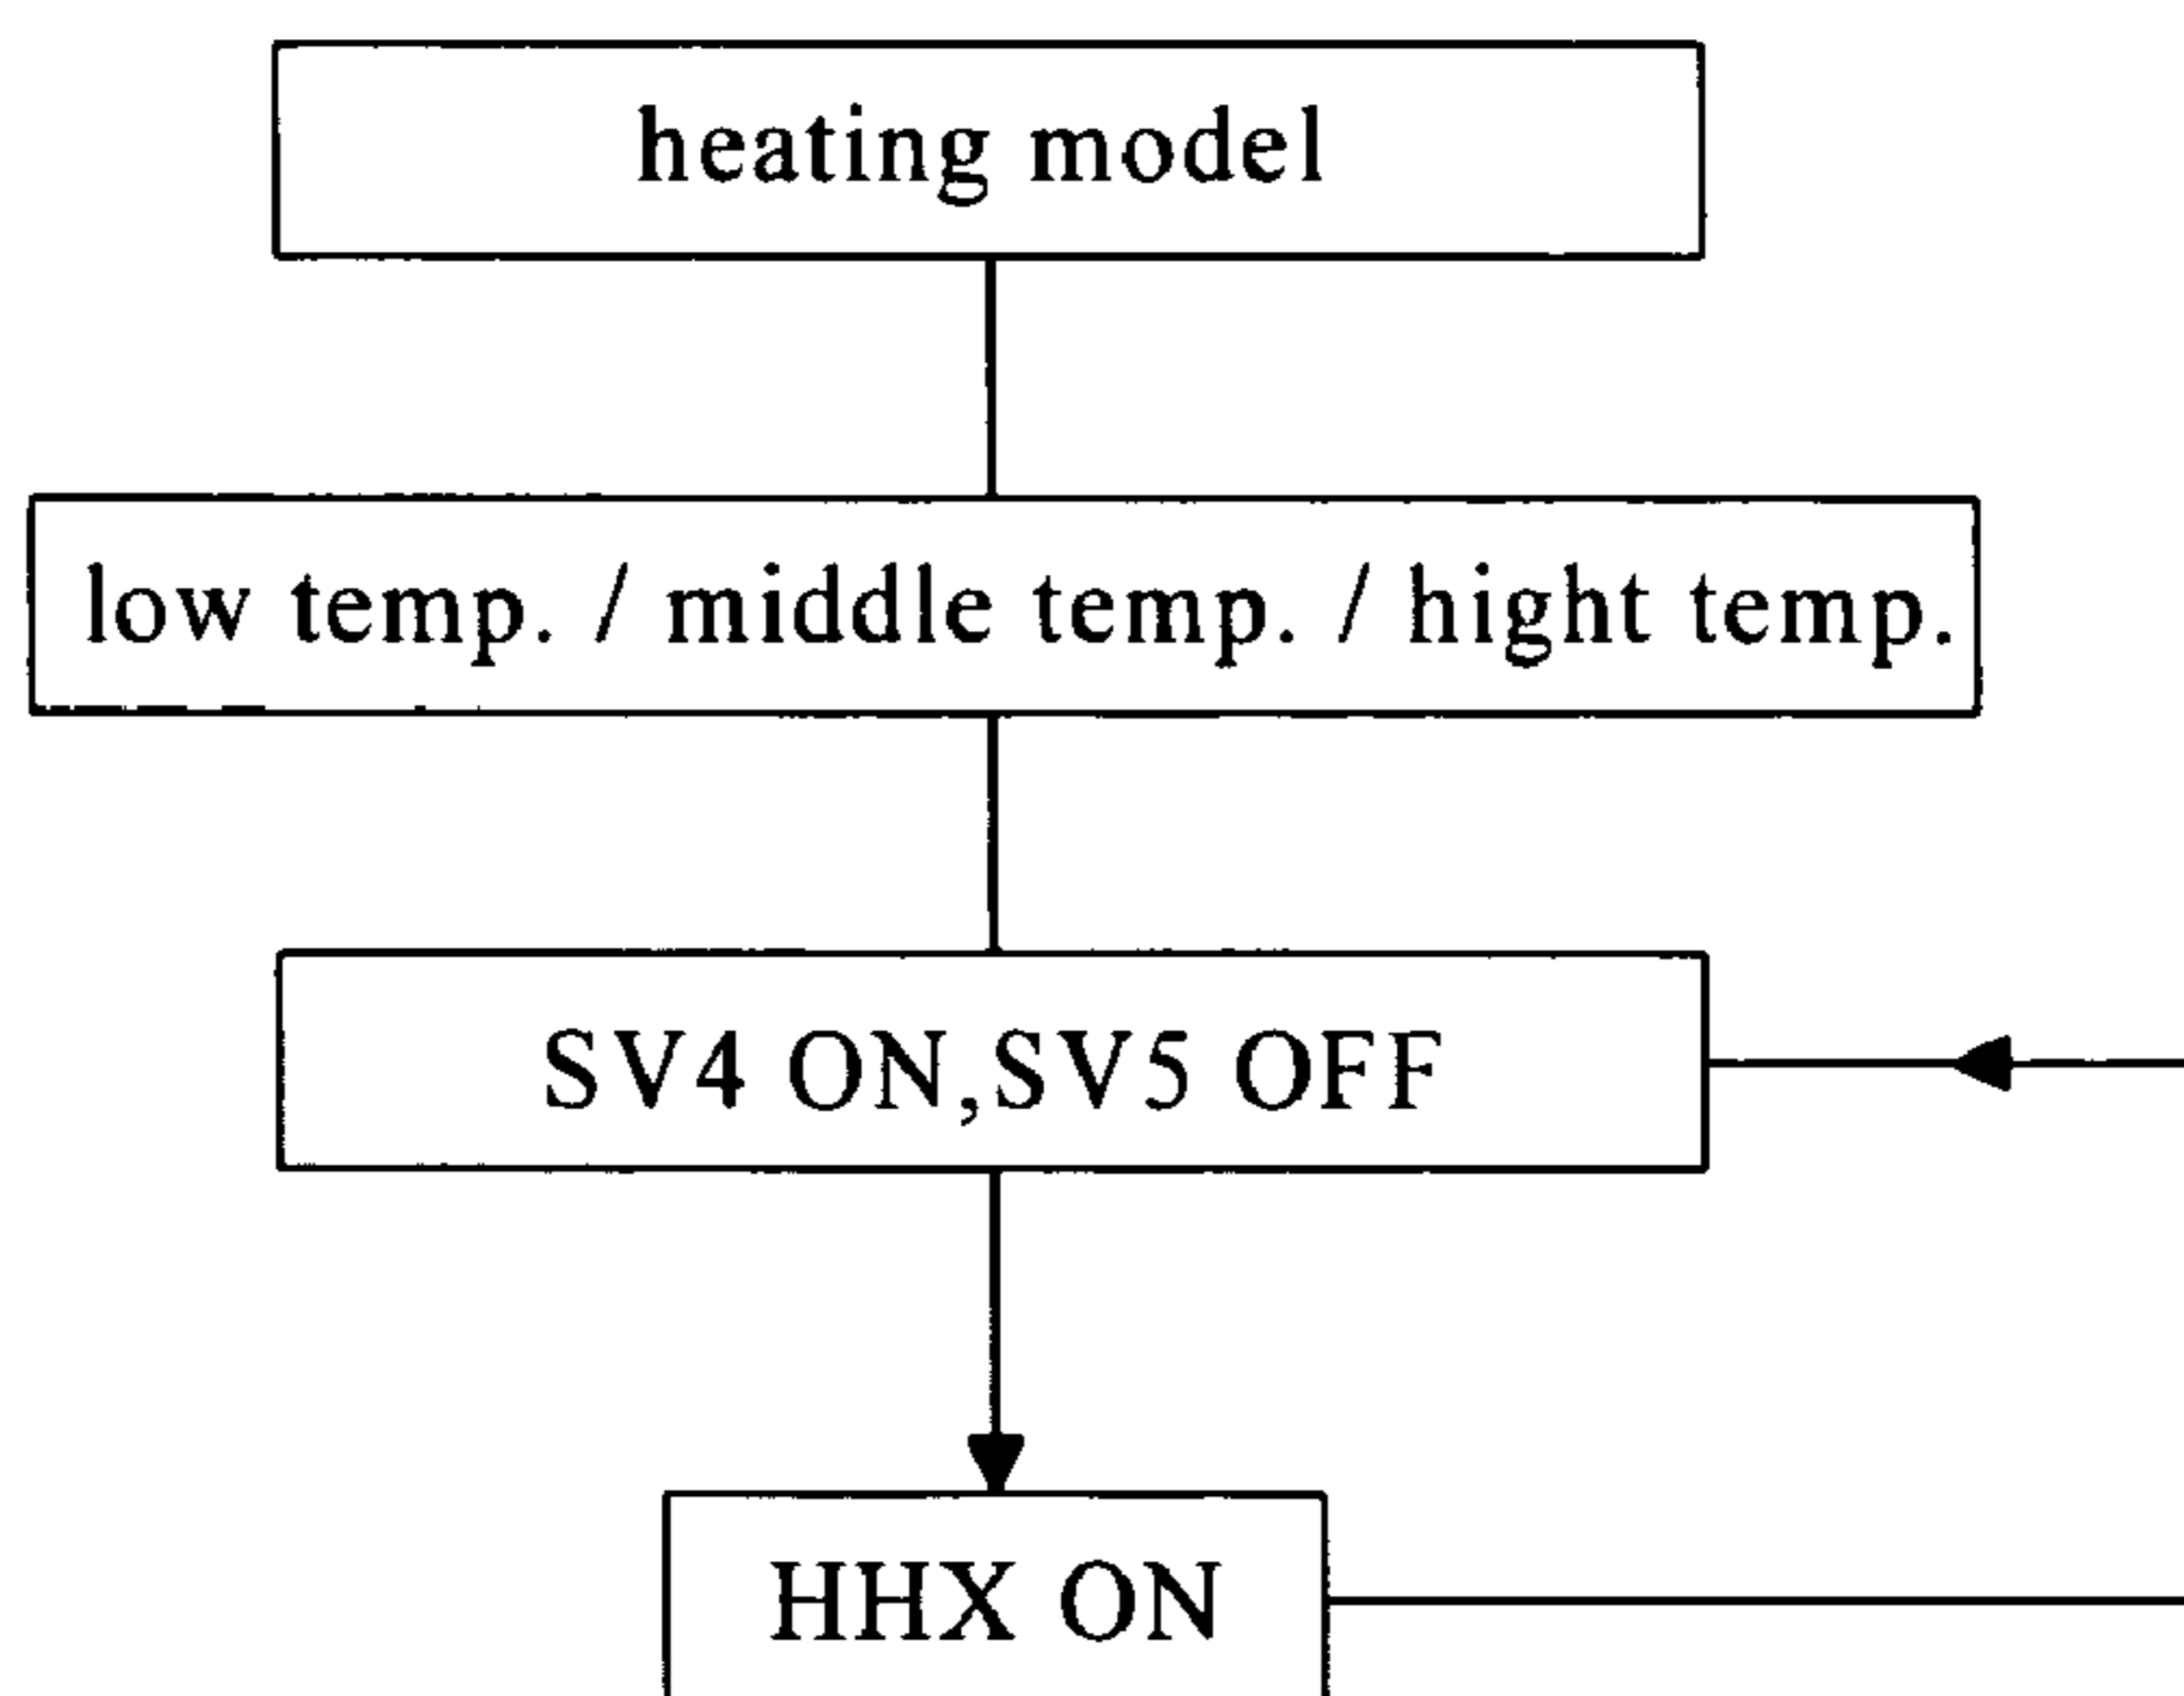 heating model
low temp. / middle temp. / hight temp.
SV4 ON,SV5 OFF
HHX ON